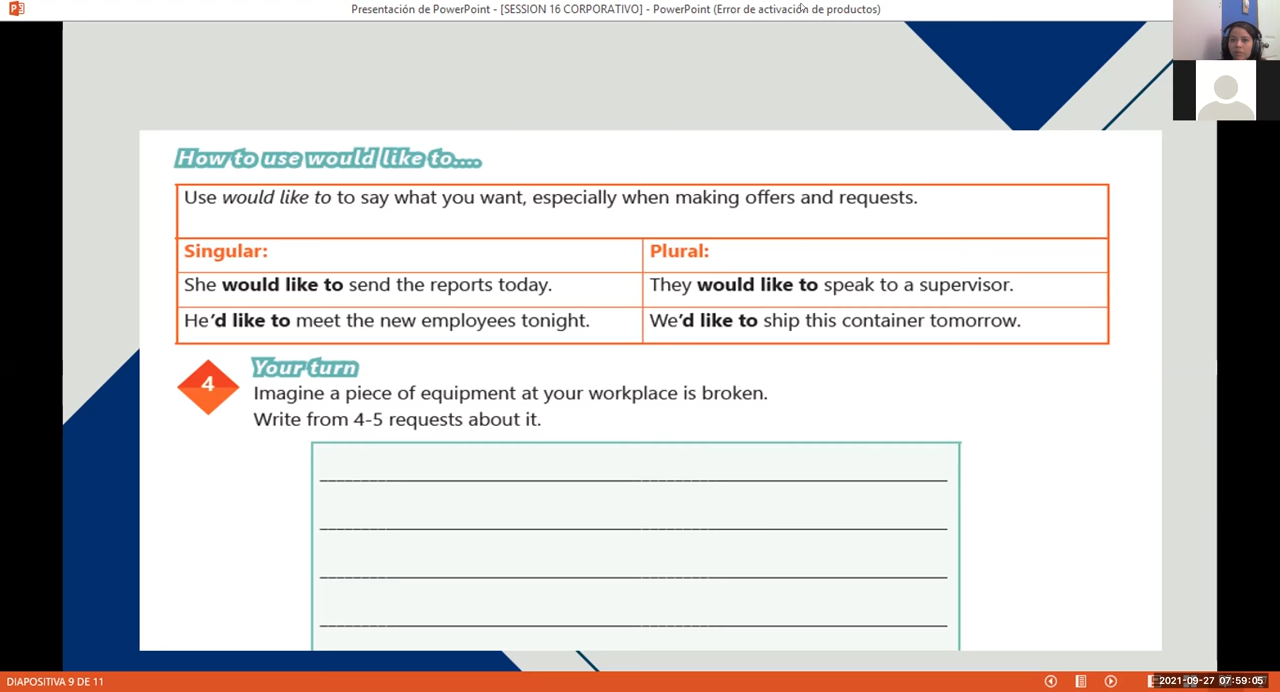 Presentación de PowerPoint - [SESSION 16 CORPORATIVO] - PowerPoint (Error de activación de productos)
How to use would like to....
Use would like to to say what you want, especially when making offers and requests.
Singular:
Plural:
She would like to send the reports today.
They would like to speak to a supervisor.
He'd like to meet the new employees tonight.
We'd like to ship this container tomorrow.
4
Your turn
Imagine a piece of equipment at your workplace is broken.
Write from 4-5 requests about it.
DIAPOSITIVA 9 DE 11
2021-09-27 07:59:05